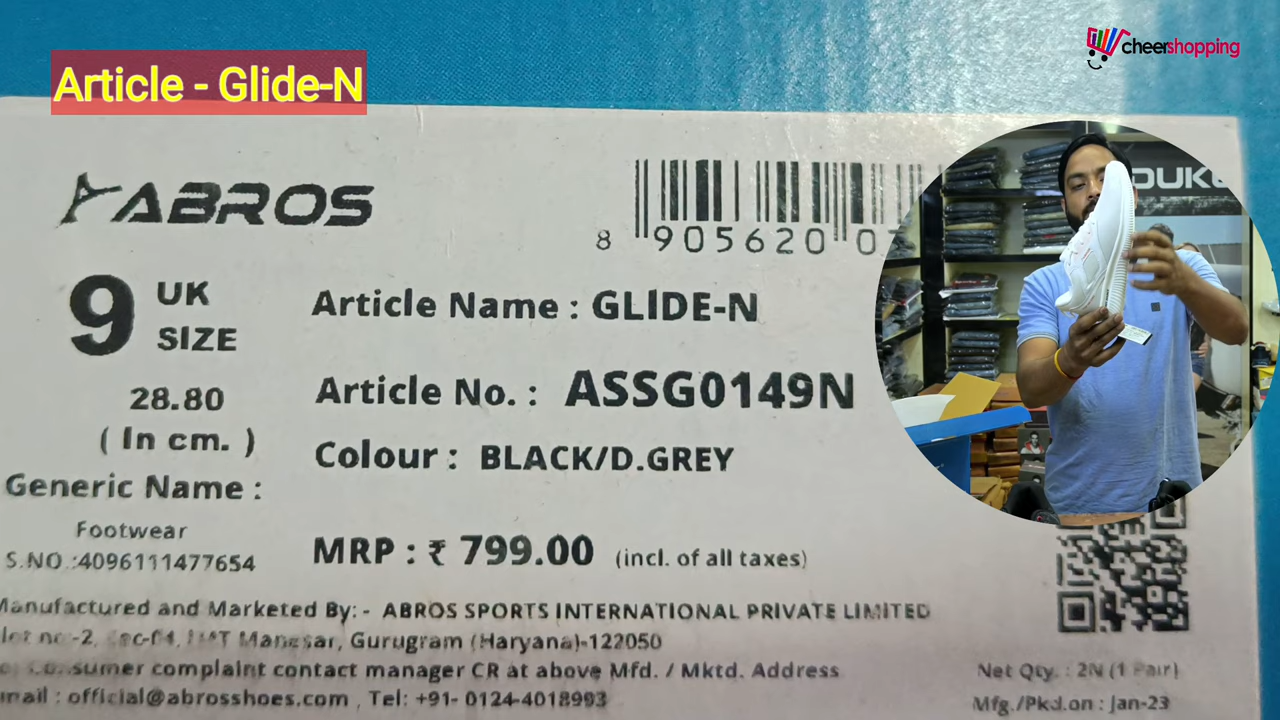 Article - Glide-N
cheershopping
ABROS
8 905620 0
DUK
9 UK SIZE
28.80
( In cm. )
Article Name : GLIDE-N
Article No. : ASSG0149N
Colour : BLACK/D.GREY
Generic Name :
Footwear
S.NO.:4096111477654
MRP : ₹ 799.00 (incl. of all taxes)
Manufactured and Marketed By: - ABROS SPORTS INTERNATIONAL PRIVATE LIMITED
Manesar, Gurugram (Haryana)-122050
Consumer complaint contact manager CR at above Mfd. / Mktd. Address
mail : official@abrosshoes.com , Tel: +91- 0124-4018993
Net Qty. : 2N (1 Pair)
Mfg./Pkd.on : Jan-23